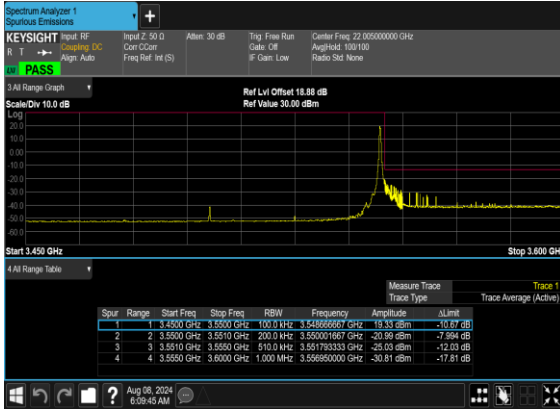 Spectrum Analyzer 1
Spurious Emissions
+
KEYSIGHT Input: RF Input Z: 50 Ω Atten: 30 dB Trig: Free Run Center Freq: 22.005000000 GHz
R T Coupling: DC Corr CCorr Gate: Off Avg|Hold: 100/100
Align: Auto Freq Ref: Int (S) IF Gain: Low Radio Std: None
PASS
3 All Range Graph
Ref Lvl Offset 18.88 dB
Scale/Div 10.0 dB Ref Value 30.00 dBm
Log
20.0
10.0
0.00
-10.0
-20.0
-30.0
-40.0
-50.0
-60.0
Start 3.450 GHz Stop 3.600 GH
4 All Range Table
Measure Trace Trace 1
Trace Type Trace Average (Active)
Spur Range Start Freq Stop Freq RBW Frequency Amplitude ΔLimit
1 1 3.4500 GHz 3.5500 GHz 100.0 kHz 3.548666667 GHz 19.33 dBm -10.67 dB
2 2 3.5500 GHz 3.5510 GHz 200.0 kHz 3.550001667 GHz -20.99 dBm -7.994 dB
3 3 3.5510 GHz 3.5550 GHz 510.0 kHz 3.551793333 GHz -25.03 dBm -12.03 dB
4 4 3.5550 GHz 3.6000 GHz 1.000 MHz 3.556950000 GHz -30.81 dBm -17.81 dB
? Aug 08, 2024
6:09:45 AM